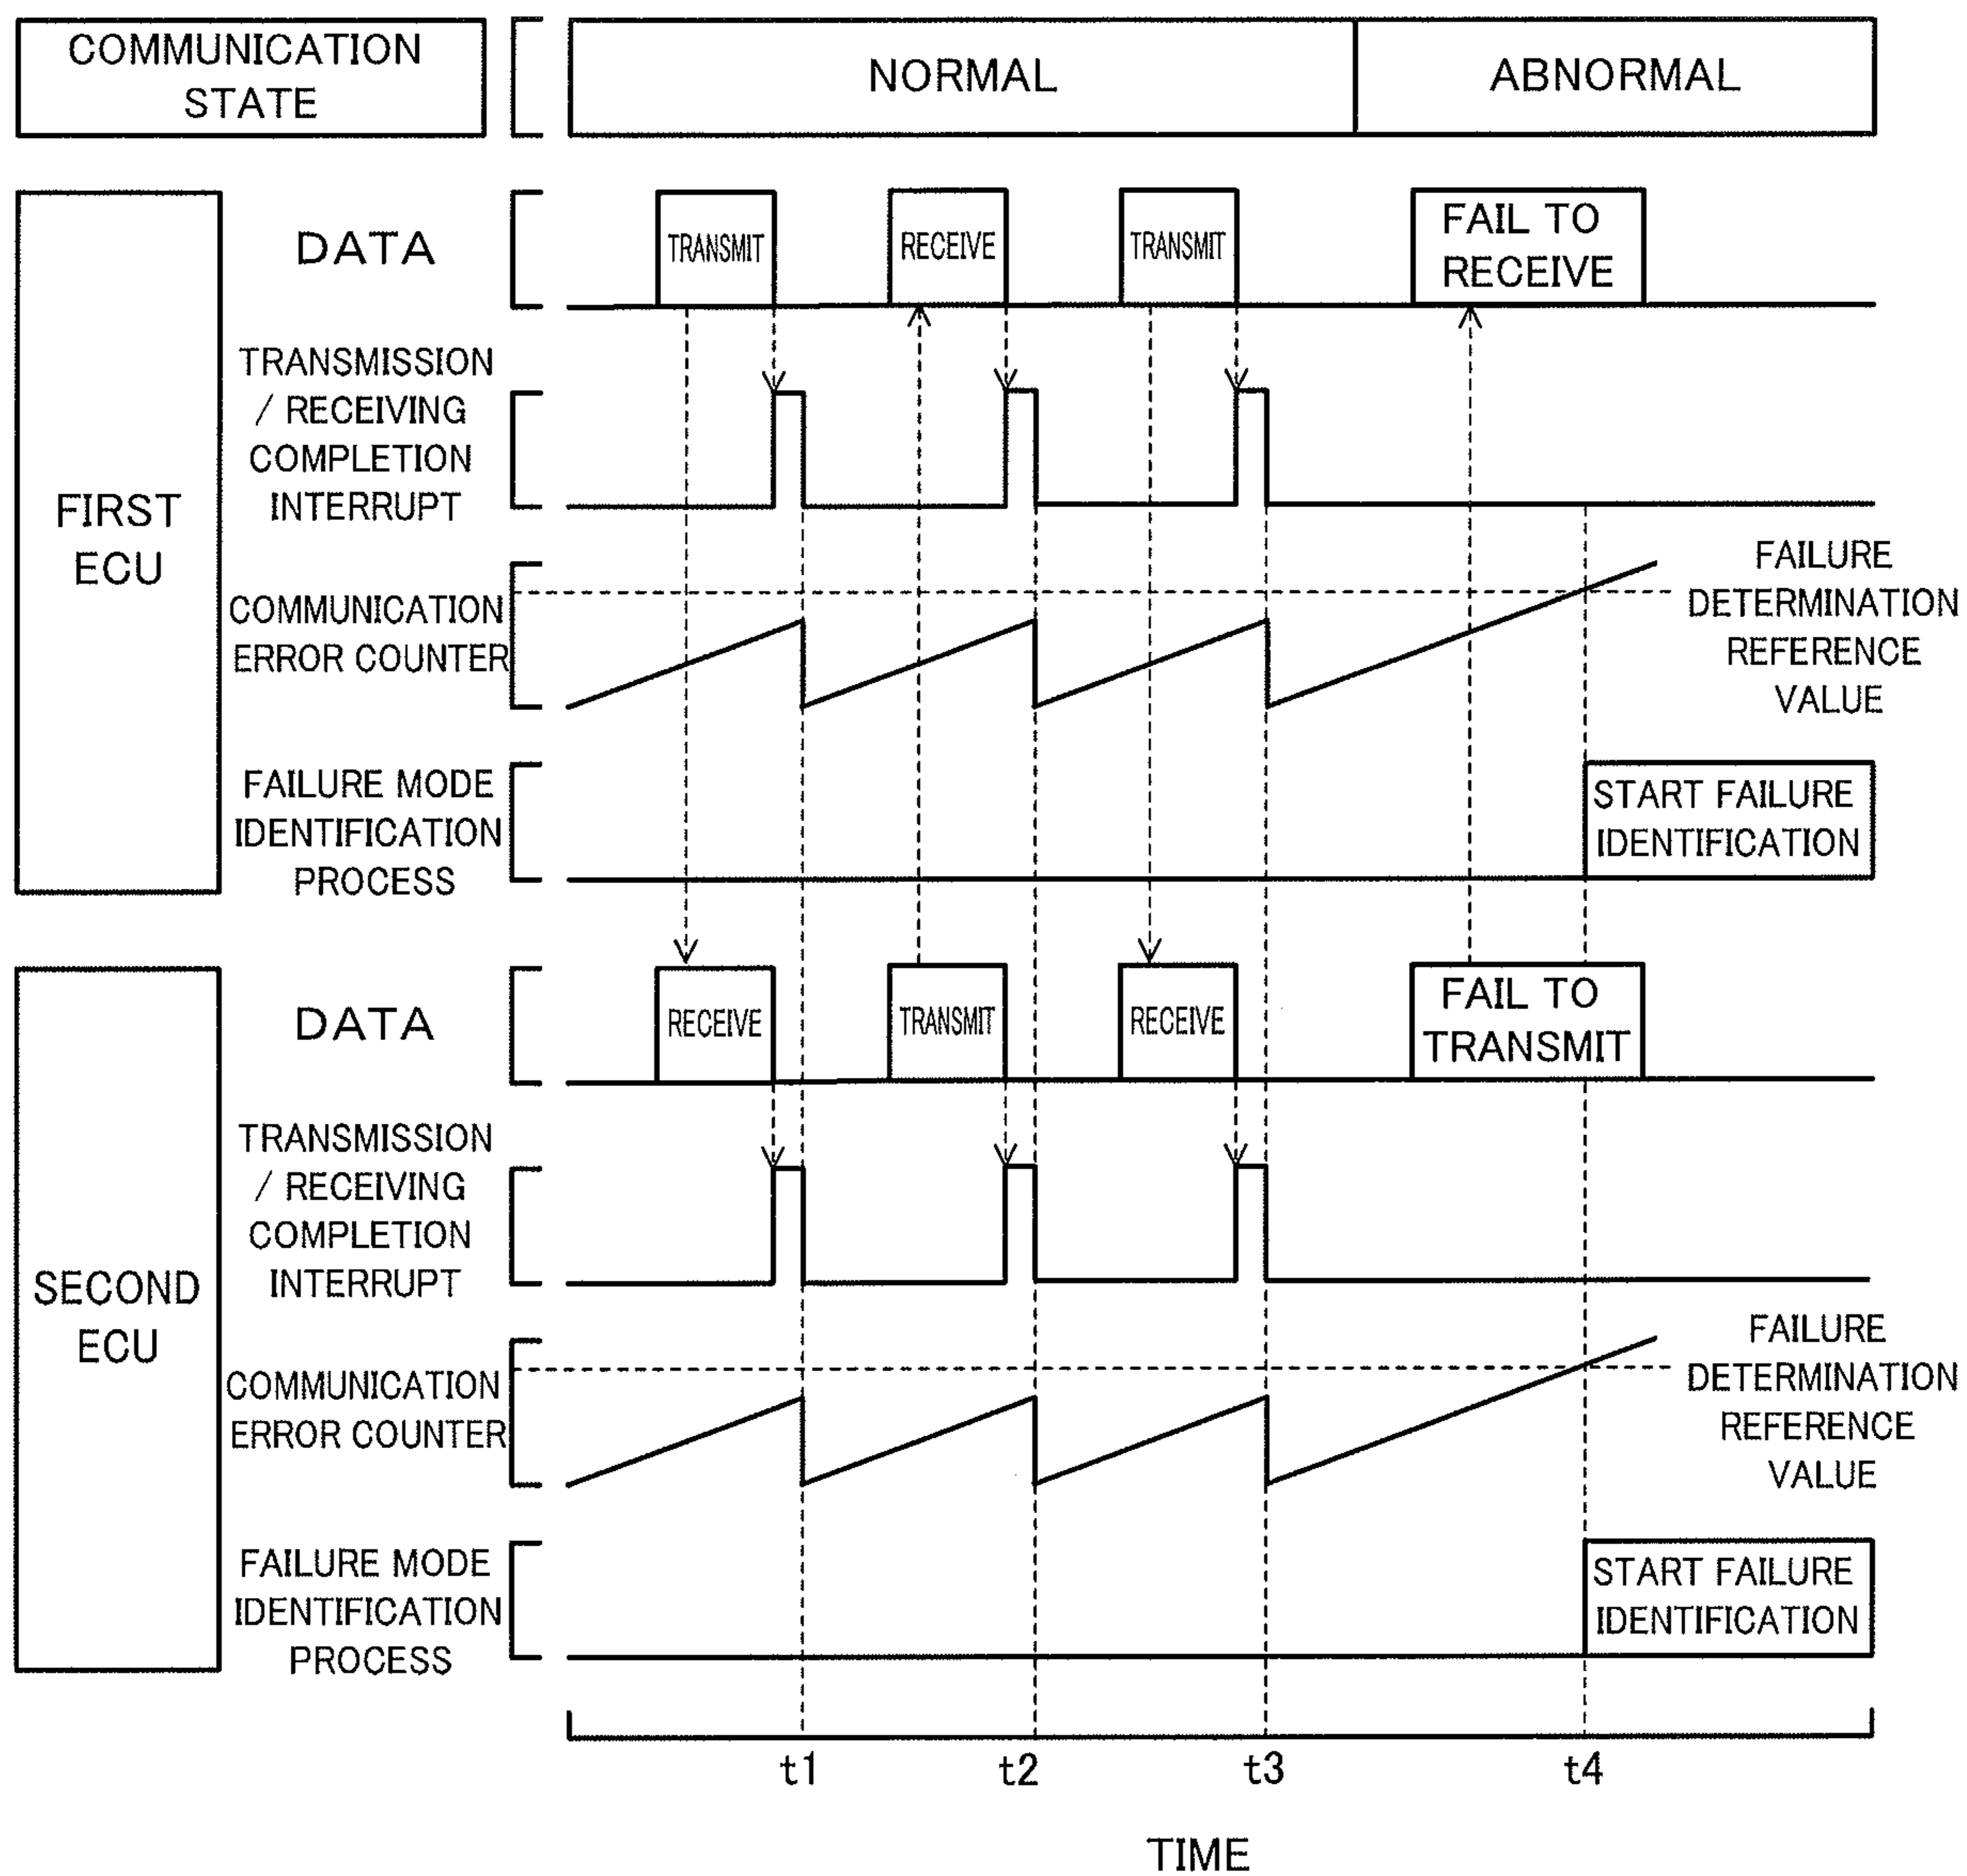 COMMUNICATION
STATE
NORMAL
ABNORMAL
FIRST
ECU
DATA
TRANSMIT
RECEIVE
TRANSMIT
FAIL TO
RECEIVE
TRANSMISSION
/ RECEIVING
COMPLETION
INTERRUPT
COMMUNICATION
ERROR COUNTER
FAILURE
DETERMINATION
REFERENCE
VALUE
FAILURE MODE
IDENTIFICATION
PROCESS
START FAILURE
IDENTIFICATION
SECOND
ECU
DATA
RECEIVE
TRANSMIT
RECEIVE
FAIL TO
TRANSMIT
TRANSMISSION
/ RECEIVING
COMPLETION
INTERRUPT
COMMUNICATION
ERROR COUNTER
FAILURE
DETERMINATION
REFERENCE
VALUE
FAILURE MODE
IDENTIFICATION
PROCESS
START FAILURE
IDENTIFICATION
t1
t2
t3
t4
TIME